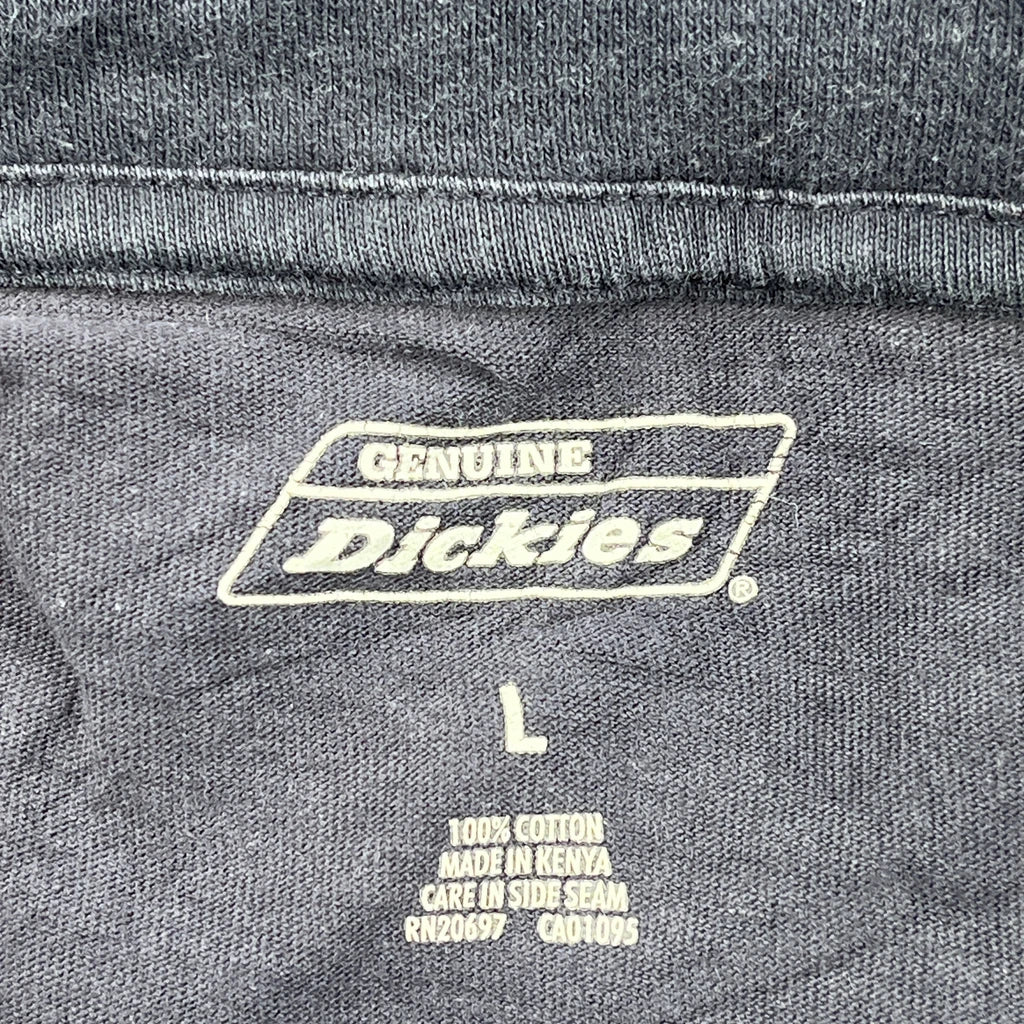 GENUINE
Dickies®
L
100% COTTON
MADE IN KENYA
CARE IN SIDE SEAM
RN20697 CA01095